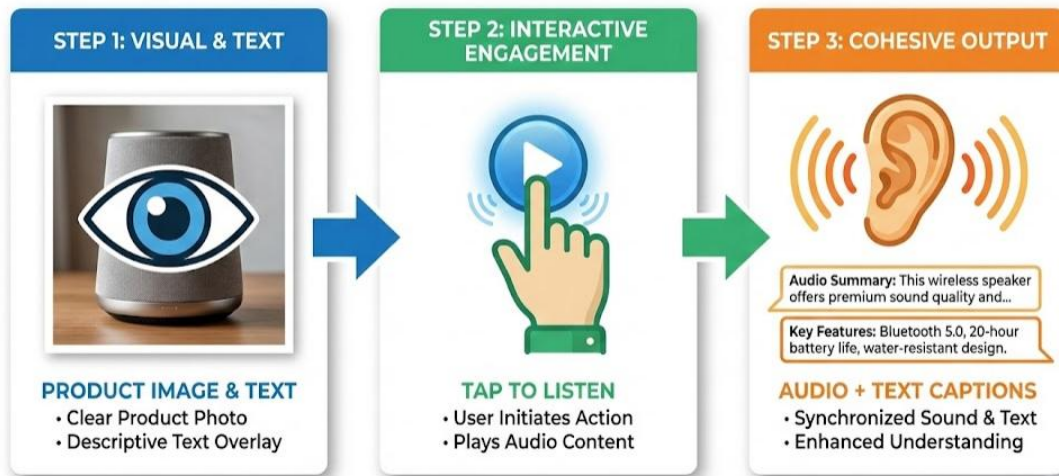 STEP 1: VISUAL & TEXT
PRODUCT IMAGE & TEXT
• Clear Product Photo
• Descriptive Text Overlay
STEP 2: INTERACTIVE
ENGAGEMENT
TAP TO LISTEN
• User Initiates Action
• Plays Audio Content
STEP 3: COHESIVE OUTPUT
Audio Summary: This wireless speaker
offers premium sound quality and...
Key Features: Bluetooth 5.0, 20-hour
battery life, water-resistant design.
AUDIO + TEXT CAPTIONS
• Synchronized Sound & Text
• Enhanced Understanding